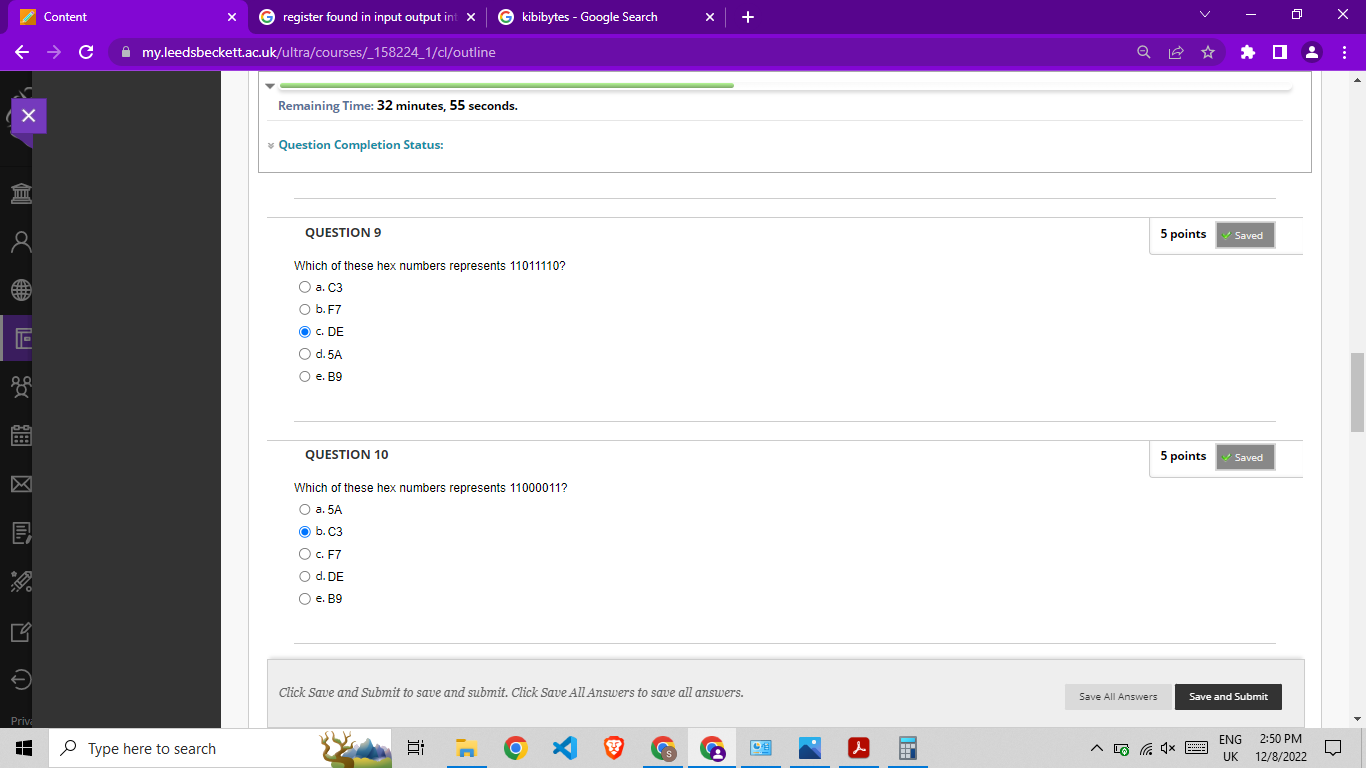 Content
register found in input output int
kibibytes - Google Search
my.leedsbeckett.ac.uk/ultra/courses/_158224_1/cl/outline
Remaining Time: 32 minutes, 55 seconds.
Question Completion Status:
QUESTION 9
5 points
Saved
Which of these hex numbers represents 11011110?
a. C3
b. F7
c. DE
d. 5A
e. B9
QUESTION 10
5 points
Saved
Which of these hex numbers represents 11000011?
a. 5A
b. C3
c. F7
d. DE
e. B9
Click Save and Submit to save and submit. Click Save All Answers to save all answers.
Save All Answers
Save and Submit
Priva
Type here to search
S
ENG
UK
2:50 PM
12/8/2022